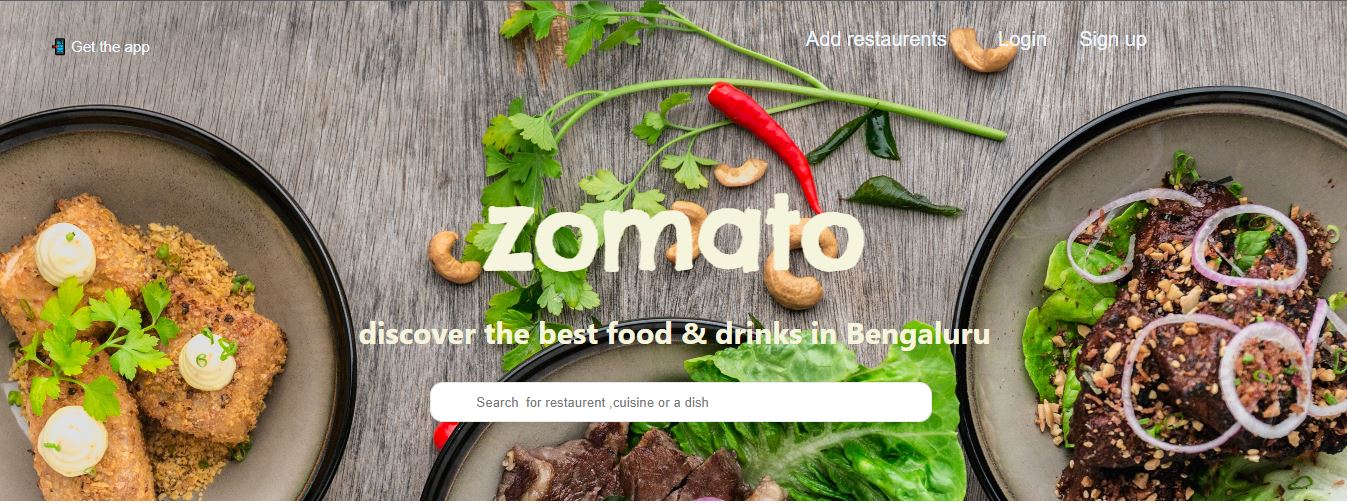 📱 Get the app
Add restaurents Login Sign up
zomato
discover the best food & drinks in Bengaluru
Search  for restaurent ,cuisine or a dish